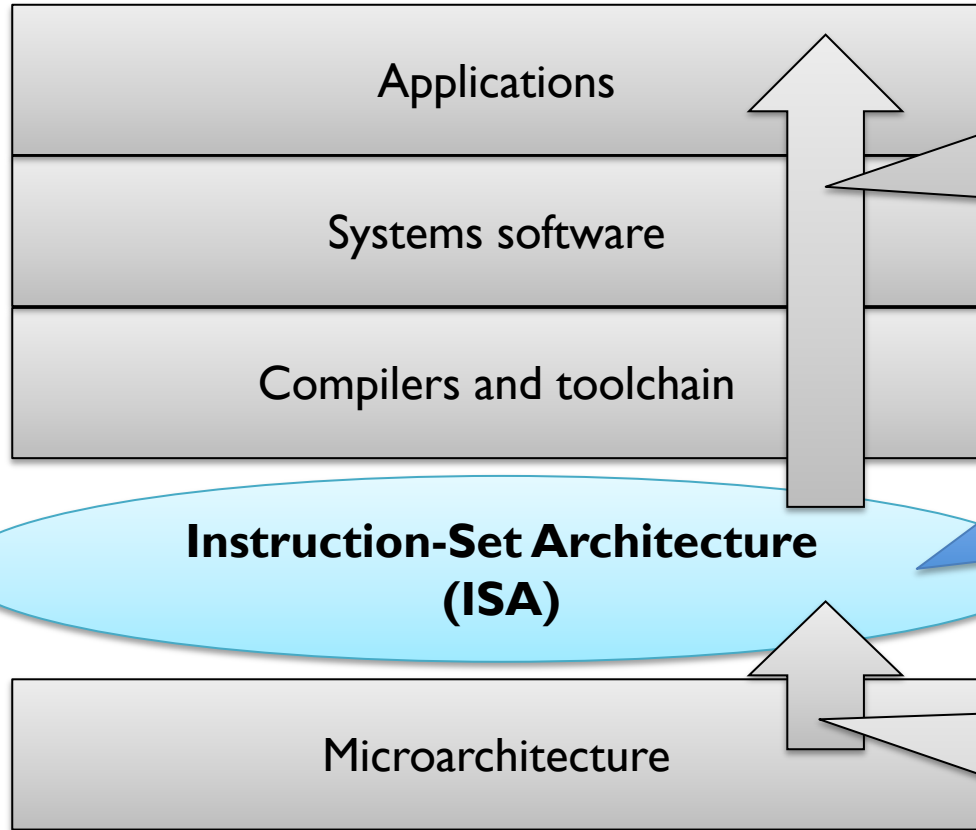 Applications
Systems software
Compilers and toolchain
Instruction-Set Architecture
(ISA)
Microarchitecture